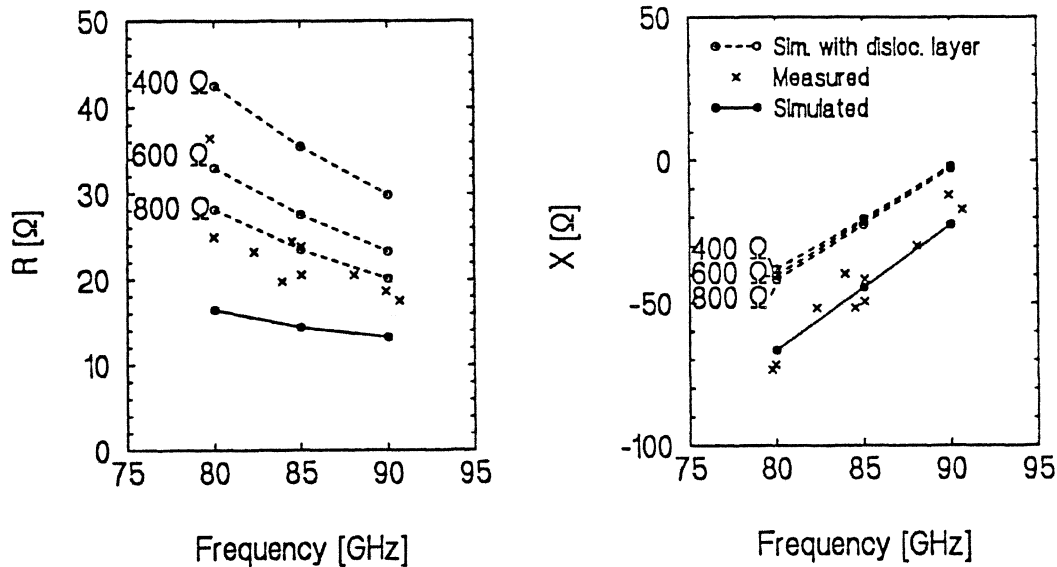 50
40
30
20
10
0
R [Ω]
400 Ω
600 Ω
800 Ω
75 80 85 90 95
Frequency [GHz]
50
0
-50
-100
X [Ω]
Sim. with disloc. layer
Measured
Simulated
400 Ω
600 Ω
800 Ω
75 80 85 90 95
Frequency [GHz]